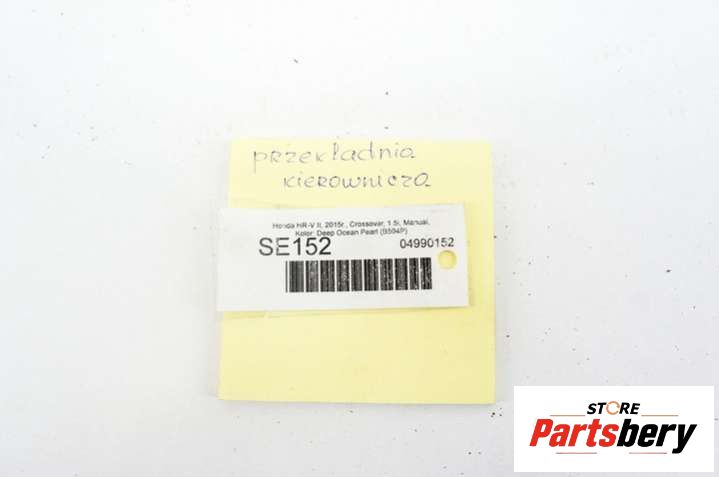 przekładnia
kierownicza
Honda HR-V II, 2015r., Crossover, 1.5i, Manual,
Kolor: Deep Ocean Pearl (B594P)
SE152 04990152
STORE
Partsbery